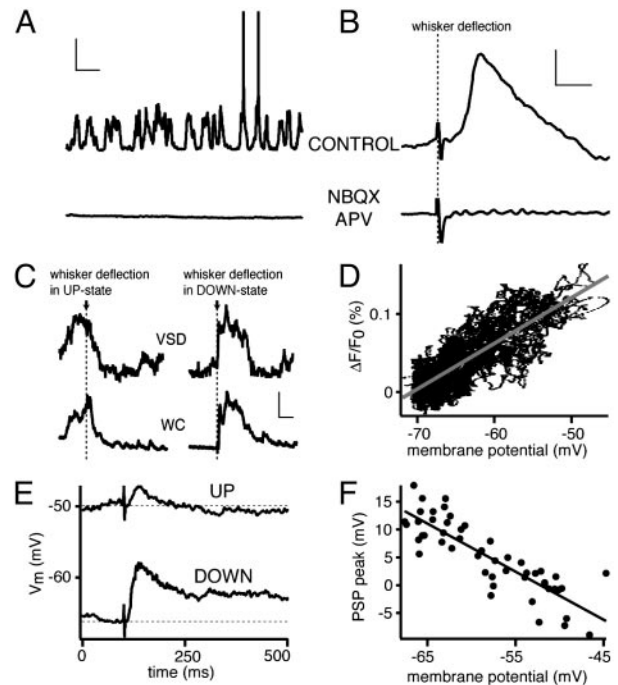 A
B
whisker deflection
CONTROL
NBQX
APV
C
whisker deflection
in UP-state
whisker deflection
in DOWN-state
VSD
WC
D
ΔF/F0 (%)
0.1
0
-70
-60
-50
membrane potential (mV)
E
UP
DOWN
Vm (mV)
-50
-60
0
250
500
time (ms)
F
PSP peak (mV)
15
10
5
0
-5
-65
-55
-45
membrane potential (mV)